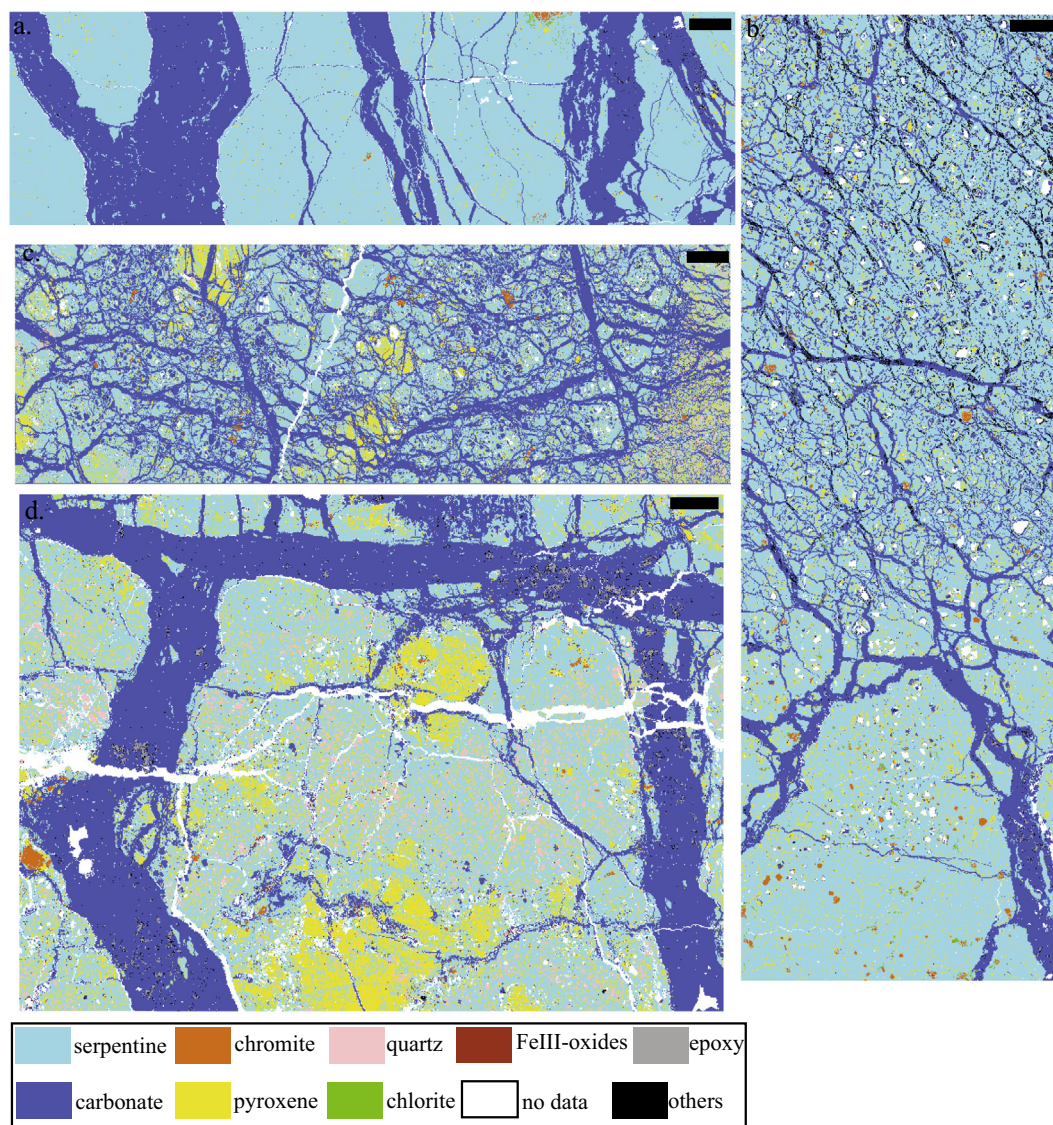 a.
b.
c.
d.
serpentine chromite quartz FeIII-oxides epoxy
carbonate pyroxene chlorite no data others